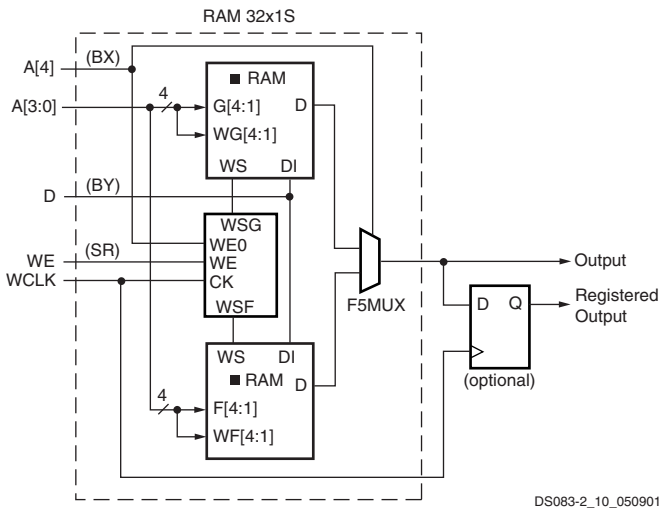 RAM 32x1S
A[4]
(BX)
A[3:0]
4
RAM
G[4:1]
D
WG[4:1]
WS
DI
D
(BY)
WSG
WE0
WE
(SR)
WE
WCLK
CK
WSF
F5MUX
Output
D
Q
Registered
Output
(optional)
WS
DI
RAM
D
4
F[4:1]
WF[4:1]
DS083-2_10_050901